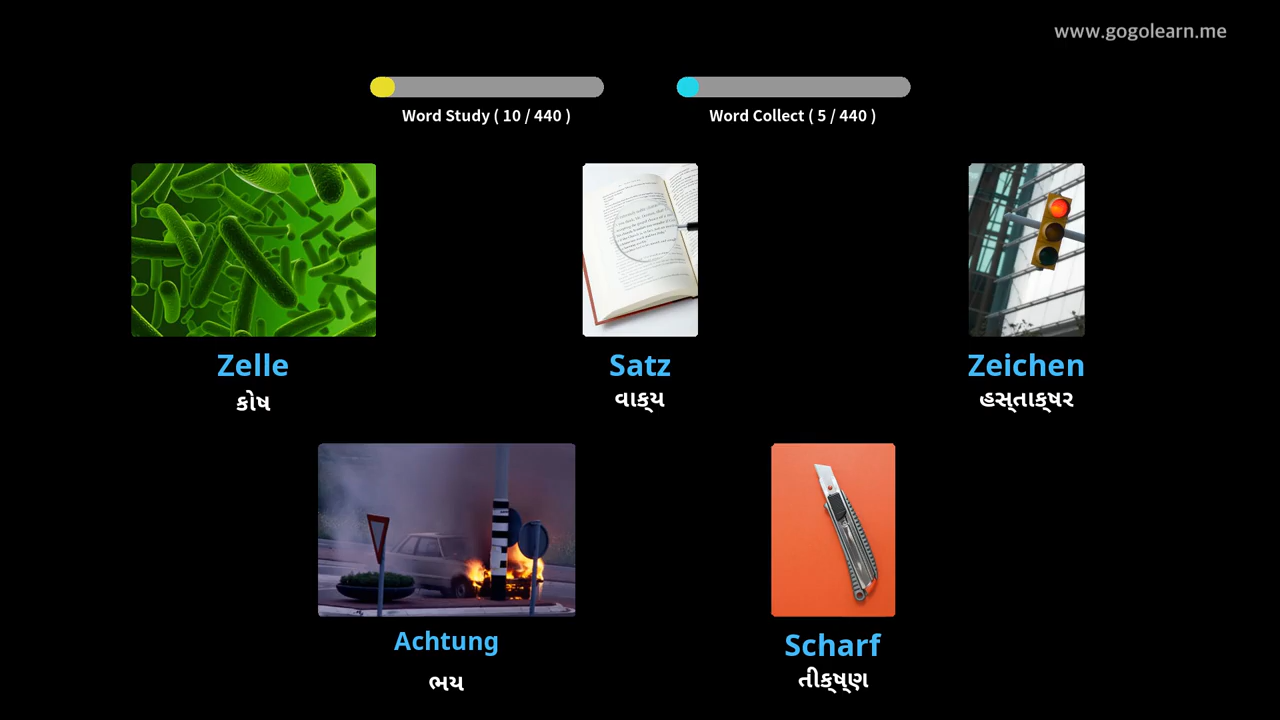 www.gogolearn.me
Word Study ( 10 / 440 )
Word Collect ( 5 / 440 )
Zelle
કોષ
Satz
વાક્ય
Zeichen
હસ્તાક્ષર
Achtung
ભય
Scharf
તીક્ષ્ણ